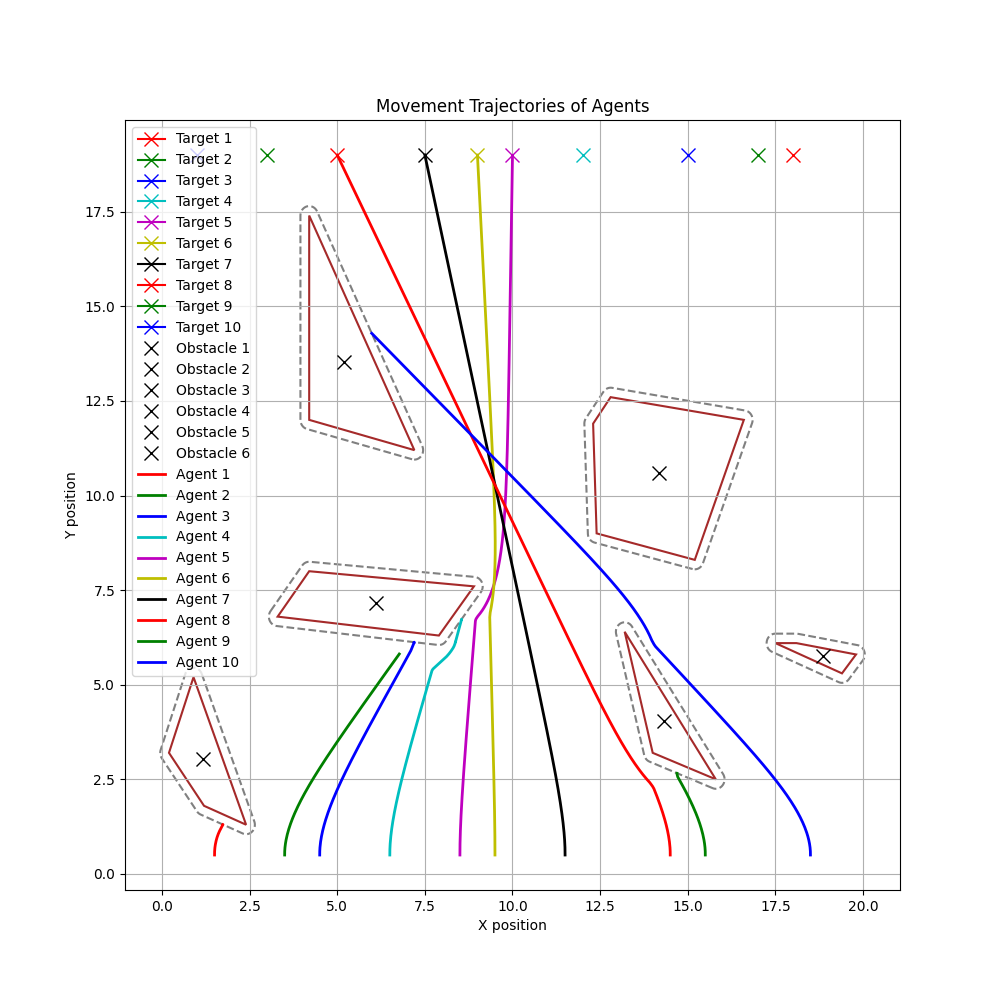 Movement Trajectories of Agents
Target 1
Target 2
Target 3
Target 4
Target 5
Target 6
Target 7
Target 8
Target 9
Target 10
Obstacle 1
Obstacle 2
Obstacle 3
Obstacle 4
Obstacle 5
Obstacle 6
Agent 1
Agent 2
Agent 3
Agent 4
Agent 5
Agent 6
Agent 7
Agent 8
Agent 9
Agent 10
Y position
17.5
15.0
12.5
10.0
7.5
5.0
2.5
0.0
0.0 2.5 5.0 7.5 10.0 12.5 15.0 17.5 20.0
X position